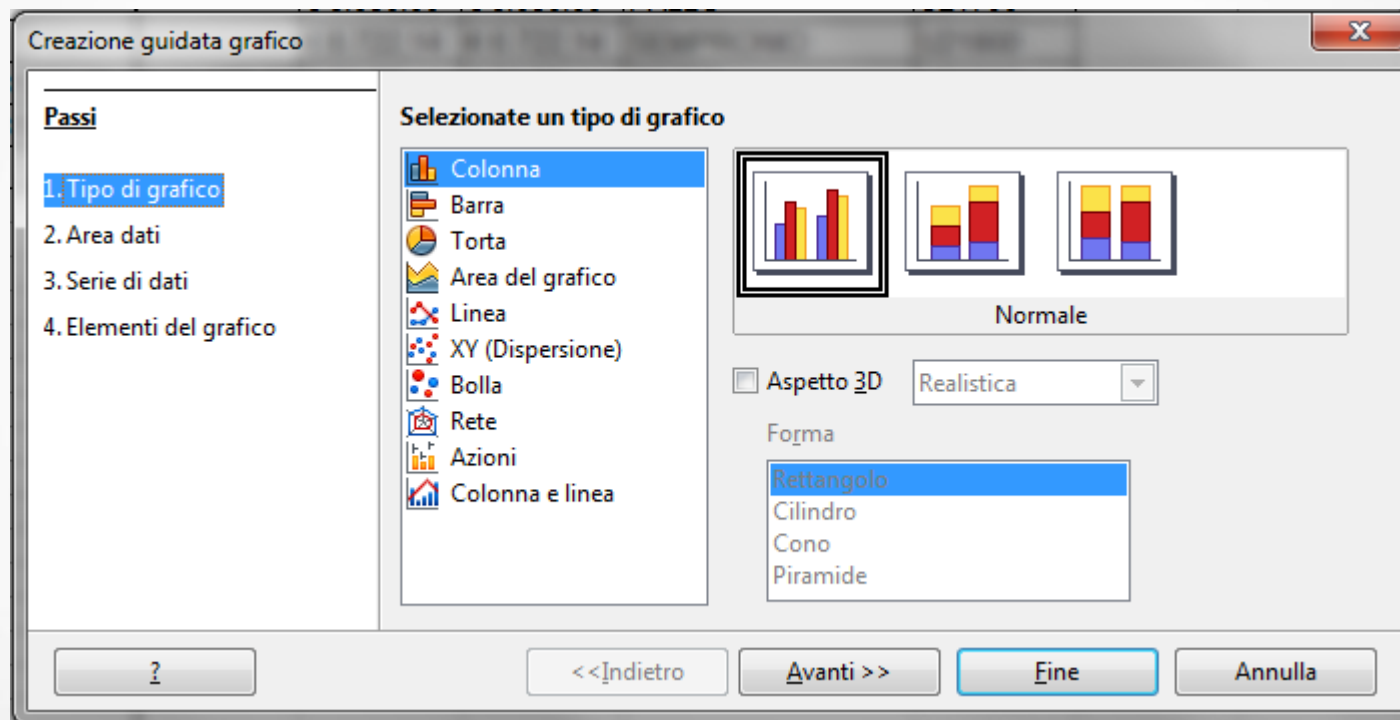 Creazione guidata grafico
Passi
1. Tipo di grafico
2. Area dati
3. Serie di dati
4. Elementi del grafico
Selezionate un tipo di grafico
Colonna
Barra
Torta
Area del grafico
Linea
XY (Dispersione)
Bolla
Rete
Azioni
Colonna e linea
Normale
Aspetto 3D
Realistica
Forma
Rettangolo
Cilindro
Cono
Piramide
?
<<Indietro
Avanti >>
Fine
Annulla